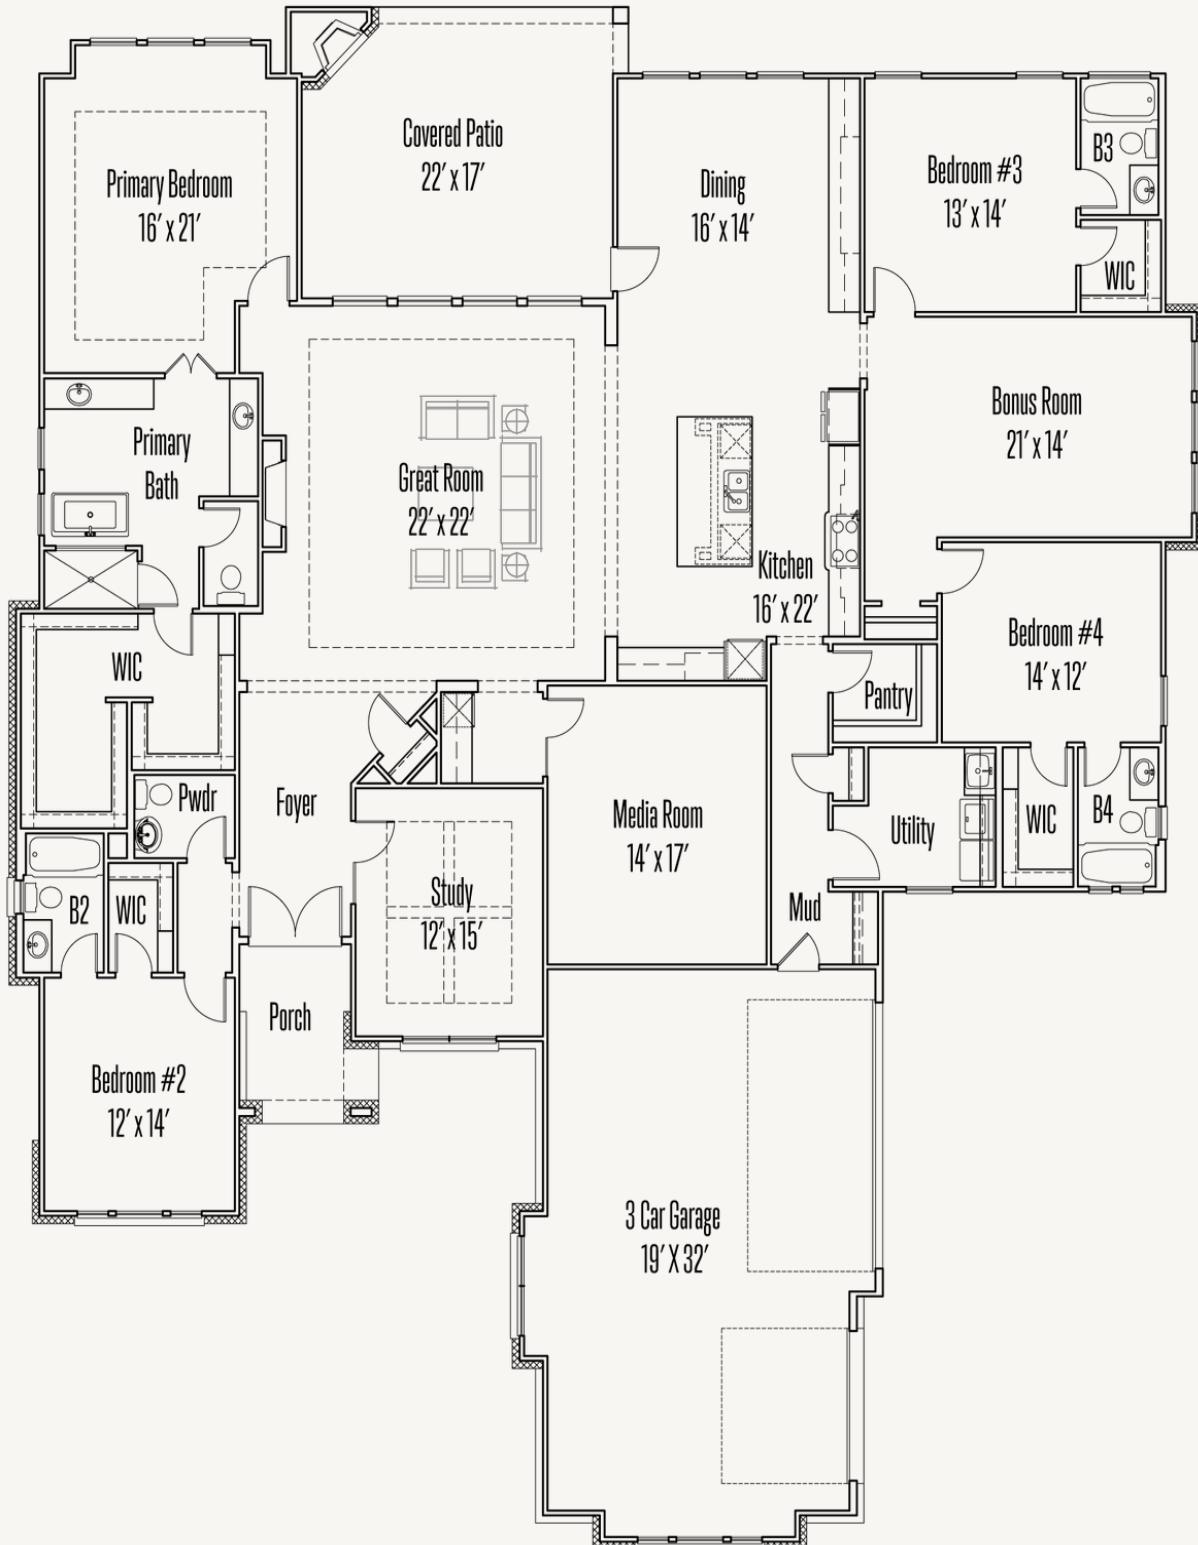 Covered Patio
22' x 17'
Primary Bedroom
16' x 21'
Dining
16' x 14'
Bedroom #3
13' x 14'
B3
WIC
Primary
Bath
Great Room
22' x 22'
Bonus Room
21' x 14'
Kitchen
16' x 22'
WIC
Bedroom #4
14' x 12'
Pantry
Pwdr
Foyer
Media Room
14' x 17'
Utility
WIC
B4
B2
WIC
Study
12' x 15'
Mud
Porch
Bedroom #2
12' x 14'
3 Car Garage
19' X 32'